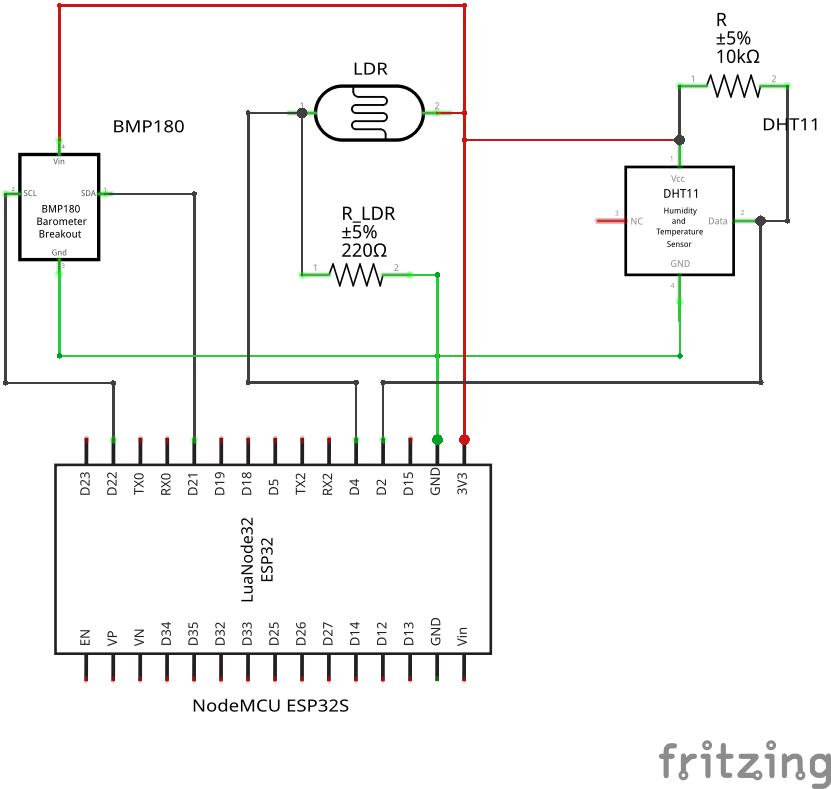 R
±5%
10kΩ
1
2
LDR
1
2
DHT11
BMP180
4
Vin
2
SCL
SDA
1
BMP180
Barometer
Breakout
Gnd
3
1
Vcc
DHT11
Humidity
and
Temperature
Sensor
3
NC
Data
2
GND
4
R_LDR
±5%
220Ω
1
2
D23
D22
TX0
RX0
D21
D19
D18
D5
TX2
RX2
D4
D2
D15
GND
3V3
LuaNode32
ESP32
EN
VP
VN
D34
D35
D32
D33
D25
D26
D27
D14
D12
D13
GND
Vin
NodeMCU ESP32S
fritzing